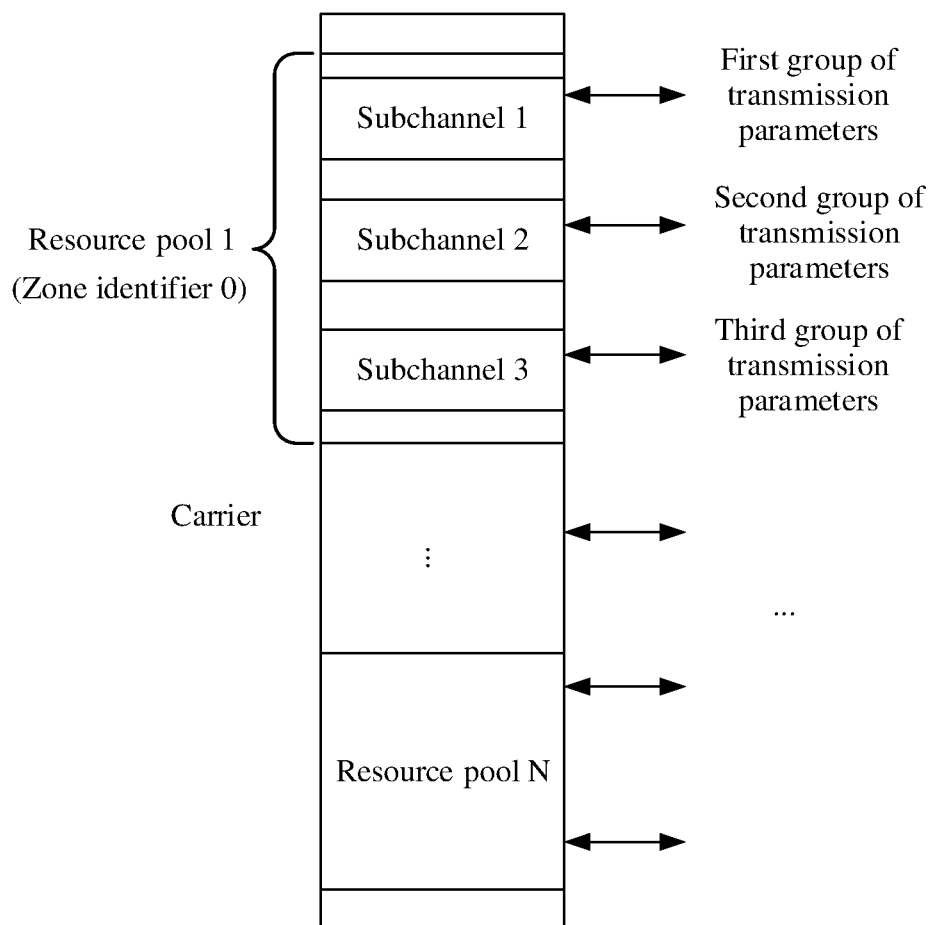 First group of
transmission
parameters
Subchannel 1
Second group of
transmission
parameters
Resource pool 1
(Zone identifier 0)
Subchannel 2
Third group of
transmission
parameters
Subchannel 3
Carrier
...
...
Resource pool N